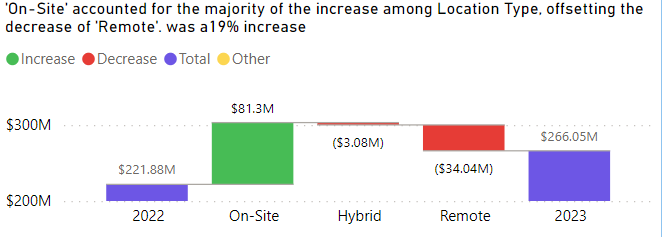 'On-Site' accounted for the majority of the increase among Location Type, offsetting the
decrease of 'Remote'. was a19% increase
Increase Decrease Total Other
$81.3M
$300M
($3.08M)
$266.05M
$221.88M
($34.04M)
$200M
2022 On-Site Hybrid Remote 2023